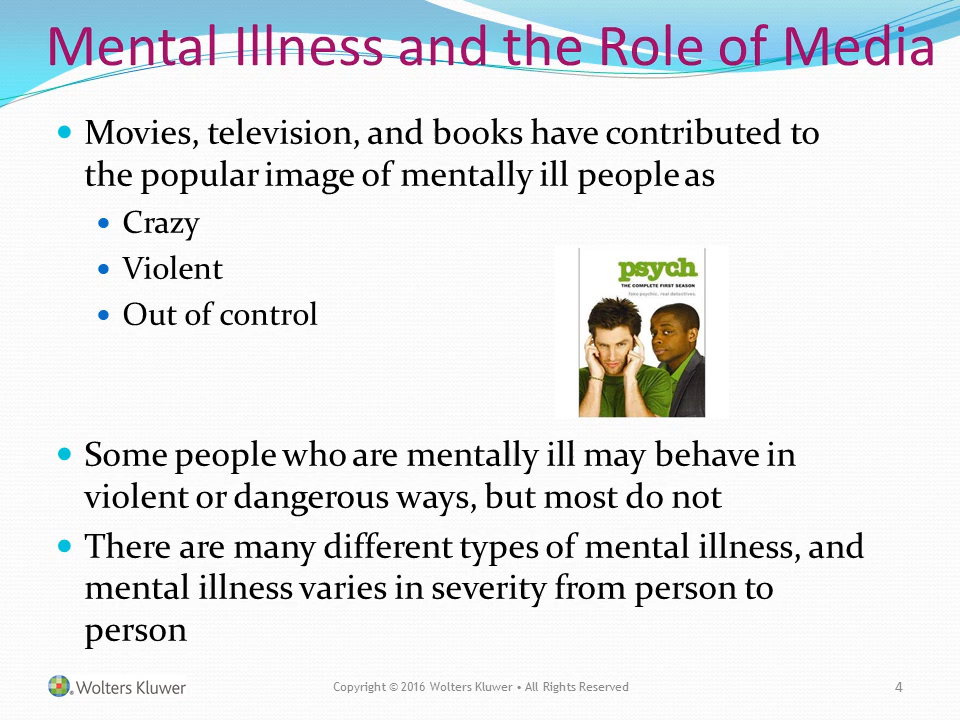 Mental Illness and the Role of Media
• Movies, television, and books have contributed to
the popular image of mentally ill people as
• Crazy
• Violent
• Out of control
psych
THE COMPLETE FIRST SEASON
fake psychic. real detectives.
• Some people who are mentally ill may behave in
violent or dangerous ways, but most do not
• There are many different types of mental illness, and
mental illness varies in severity from person to
person
Wolters Kluwer
Copyright © 2016 Wolters Kluwer • All Rights Reserved
4